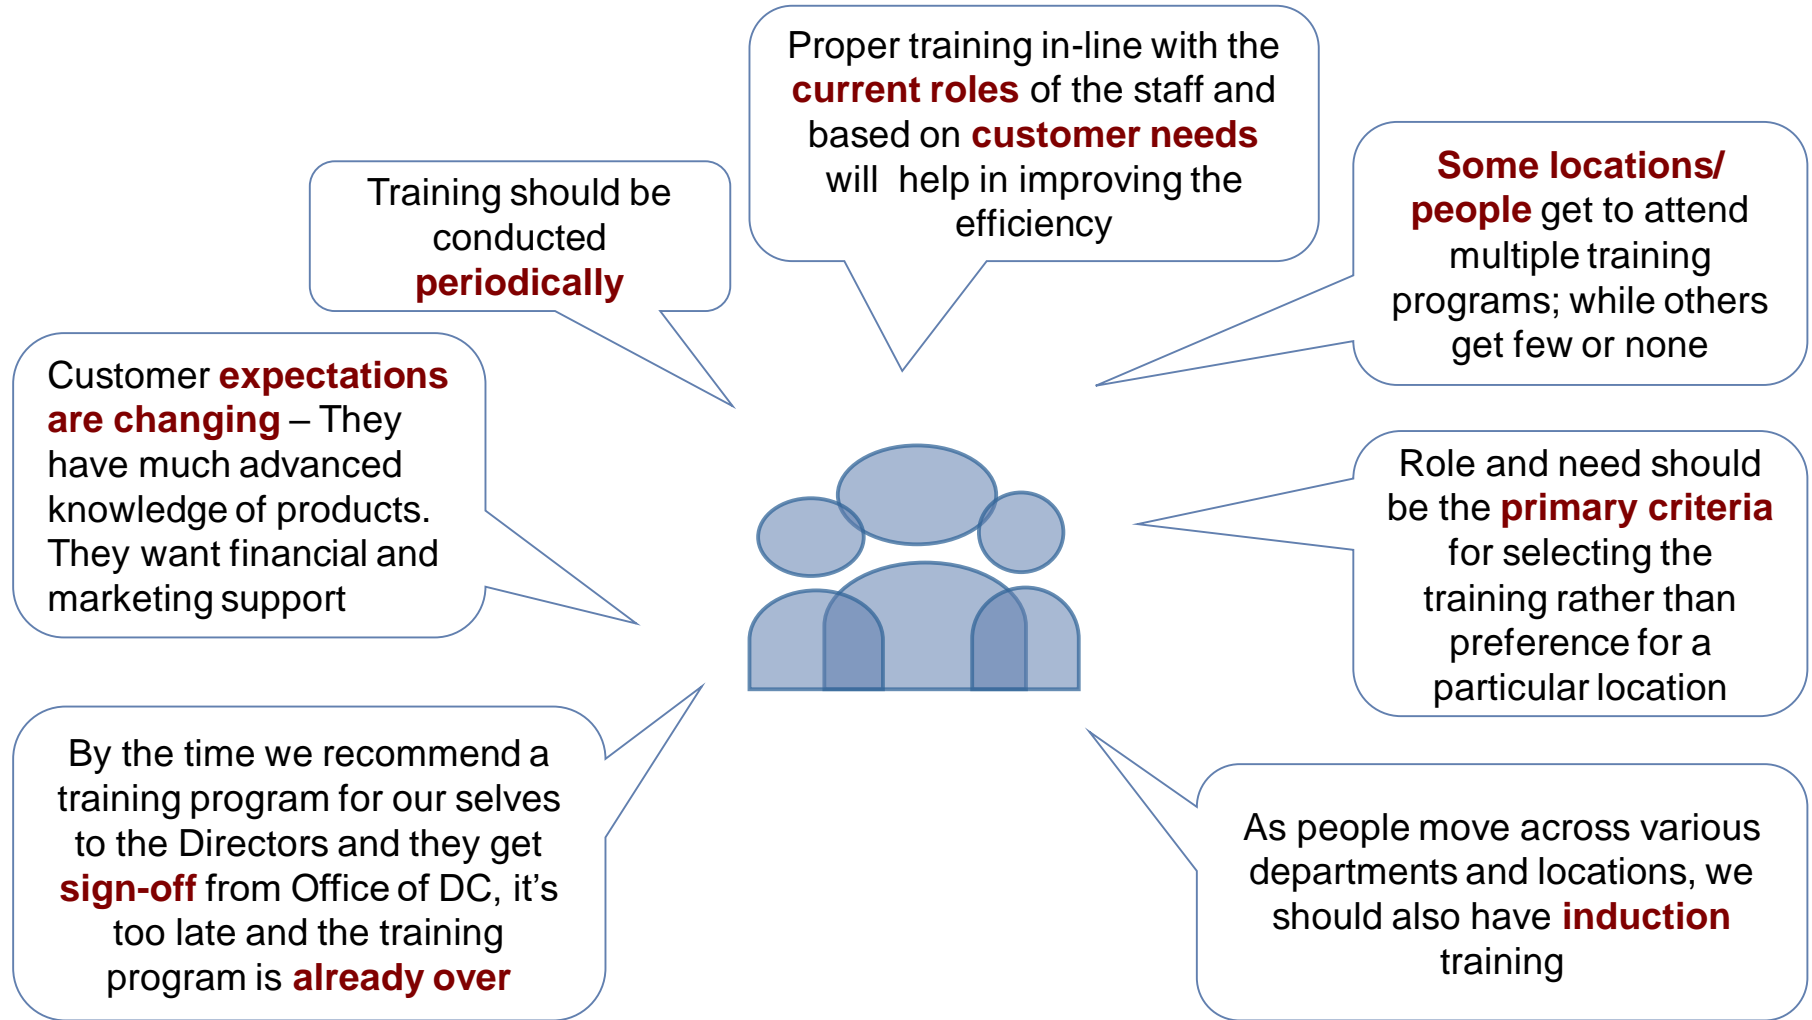 Proper training in-line with the
current roles of the staff and
based on customer needs
will help in improving the
efficiency
Training should be
conducted
periodically
Some locations/
people get to attend
multiple training
programs; while others
get few or none
Customer expectations
are changing – They
have much advanced
knowledge of products.
They want financial and
marketing support
Role and need should
be the primary criteria
for selecting the
training rather than
preference for a
particular location
By the time we recommend a
training program for our selves
to the Directors and they get
sign-off from Office of DC, it’s
too late and the training
program is already over
As people move across various
departments and locations, we
should also have induction
training